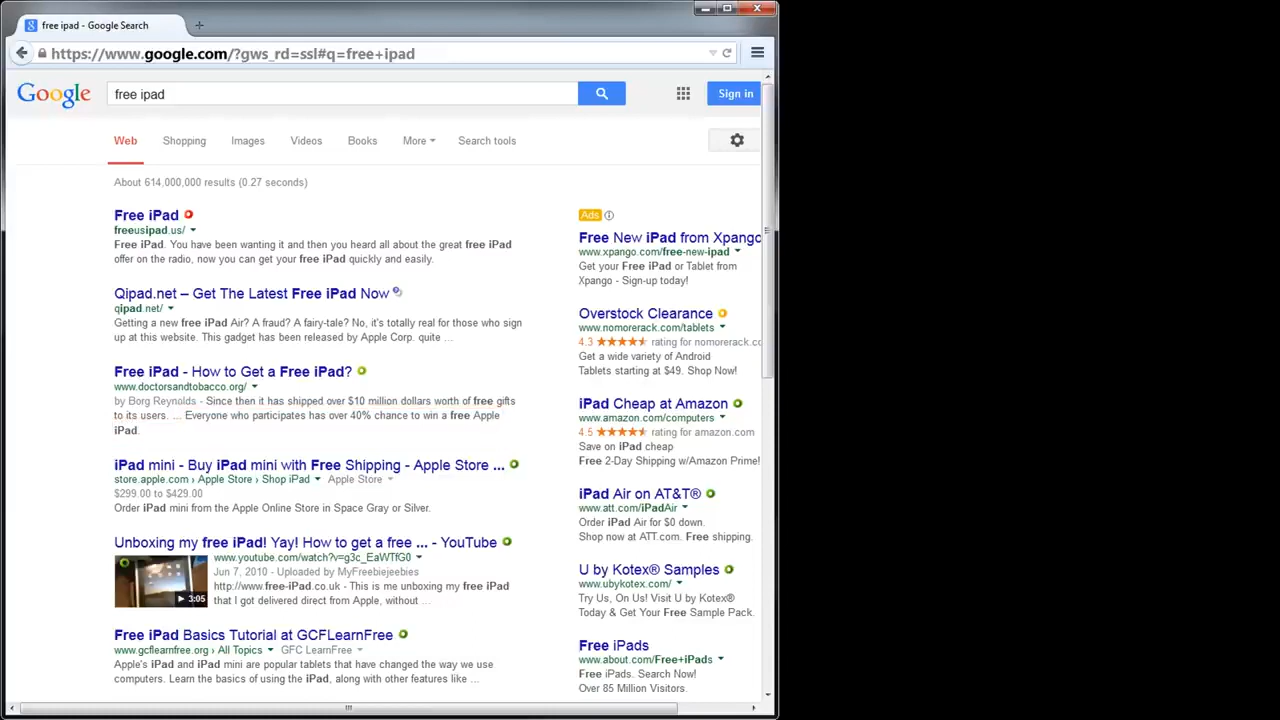 free ipad - Google Search
https://www.google.com/?gws_rd=ssl#q=free+ipad
Google
free ipad
Sign in
Web Shopping Images Videos Books More Search tools
About 614,000,000 results (0.27 seconds)
Free iPad
freeusipad.us/
Free iPad. You have been wanting it and then you heard all about the great free iPad
offer on the radio, now you can get your free iPad quickly and easily.
Qipad.net – Get The Latest Free iPad Now
qipad.net/
Getting a new free iPad Air? A fraud? A fairy-tale? No, it's totally real for those who sign
up at this website. This gadget has been released by Apple Corp. quite ...
Free iPad - How to Get a Free iPad?
www.doctorsandtobacco.org/
by Borg Reynolds - Since then it has shipped over $10 million dollars worth of free gifts
to its users. ... Everyone who participates has over 40% chance to win a free Apple
iPad.
iPad mini - Buy iPad mini with Free Shipping - Apple Store ...
store.apple.com › Apple Store › Shop iPad Apple Store
$299.00 to $429.00
Order iPad mini from the Apple Online Store in Space Gray or Silver.
Unboxing my free iPad! Yay! How to get a free ... - YouTube
www.youtube.com/watch?v=g3c_EaWTfG0
Jun 7, 2010 - Uploaded by MyFreebiejeebies
http://www.free-iPad.co.uk - This is me unboxing my free iPad
that I got delivered direct from Apple, without ...
3:05
Free iPad Basics Tutorial at GCFLearnFree
www.gcflearnfree.org › All Topics GFC LearnFree
Apple's iPad and iPad mini are popular tablets that have changed the way we use
computers. Learn the basics of using the iPad, along with other features like ...
Ads
Free New iPad from Xpango
www.xpango.com/free-new-ipad
Get your Free iPad or Tablet from
Xpango - Sign-up today!
Overstock Clearance
www.nomorerack.com/tablets
4.3 rating for nomorerack.cc
Get a wide variety of Android
Tablets starting at $49. Shop Now!
iPad Cheap at Amazon
www.amazon.com/computers
4.5 rating for amazon.com
Save on iPad cheap
Free 2-Day Shipping w/Amazon Prime!
iPad Air on AT&T®
www.att.com/iPadAir
Order iPad Air for $0 down.
Shop now at ATT.com. Free shipping.
U by Kotex® Samples
www.ubykotex.com/
Try Us, On Us! Visit U by Kotex®
Today & Get Your Free Sample Pack.
Free iPads
www.about.com/Free+iPads
Free iPads. Search Now!
Over 85 Million Visitors.